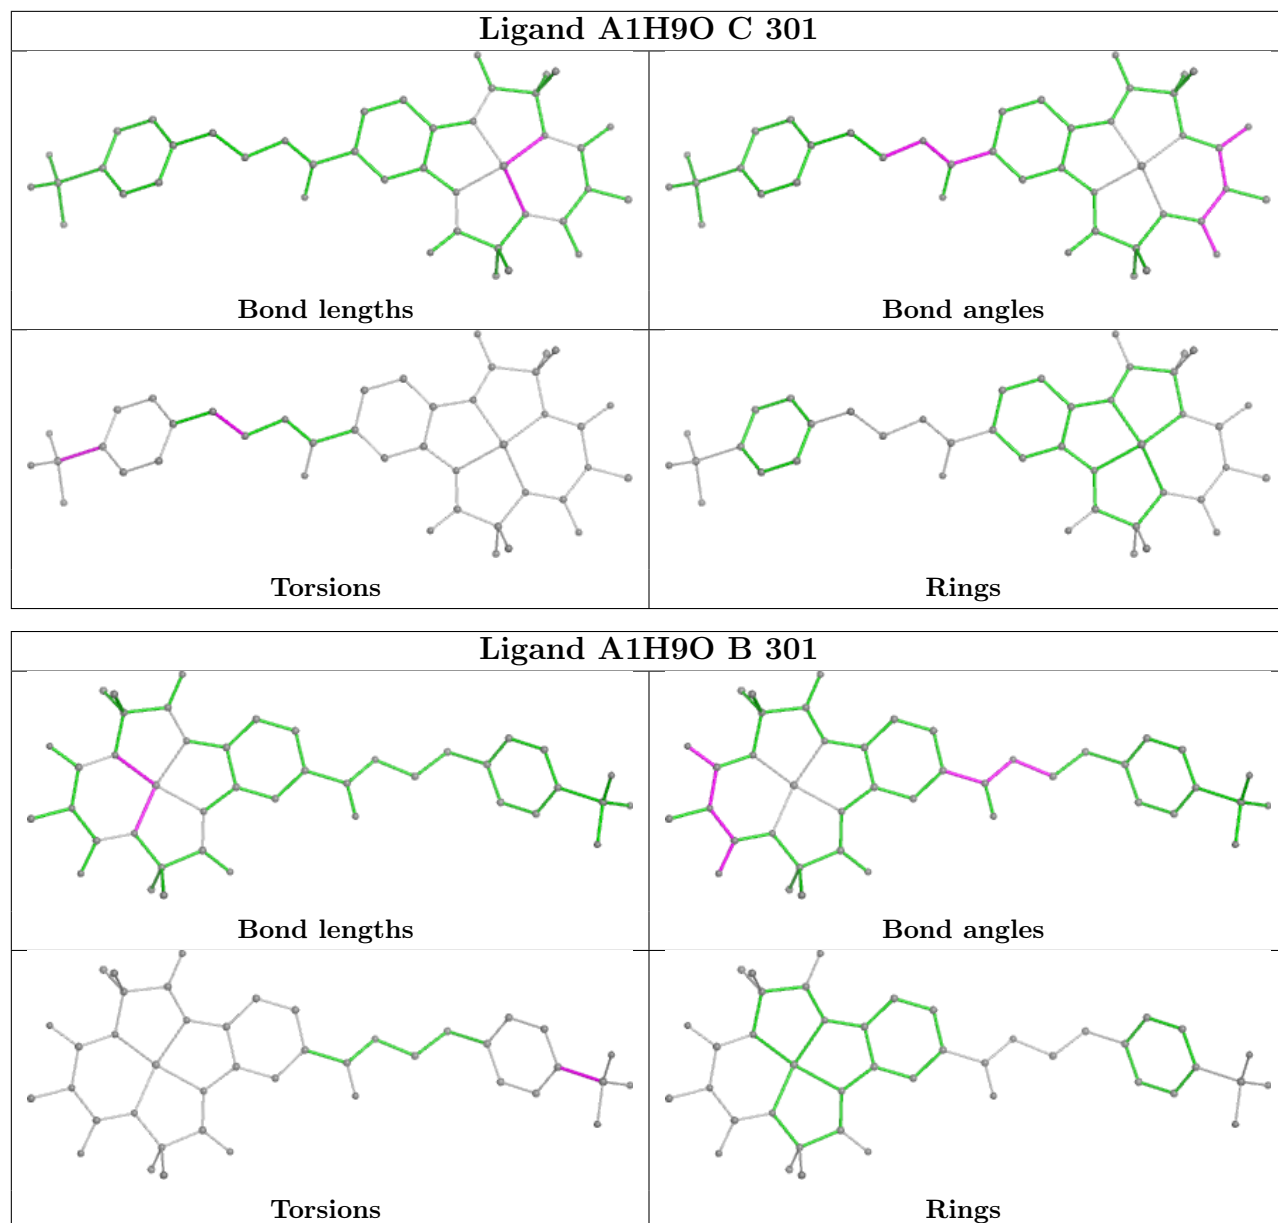 Ligand A1H9O C 301
Bond lengths
Bond angles
Torsions
Rings
Ligand A1H9O B 301
Bond lengths
Bond angles
Torsions
Rings